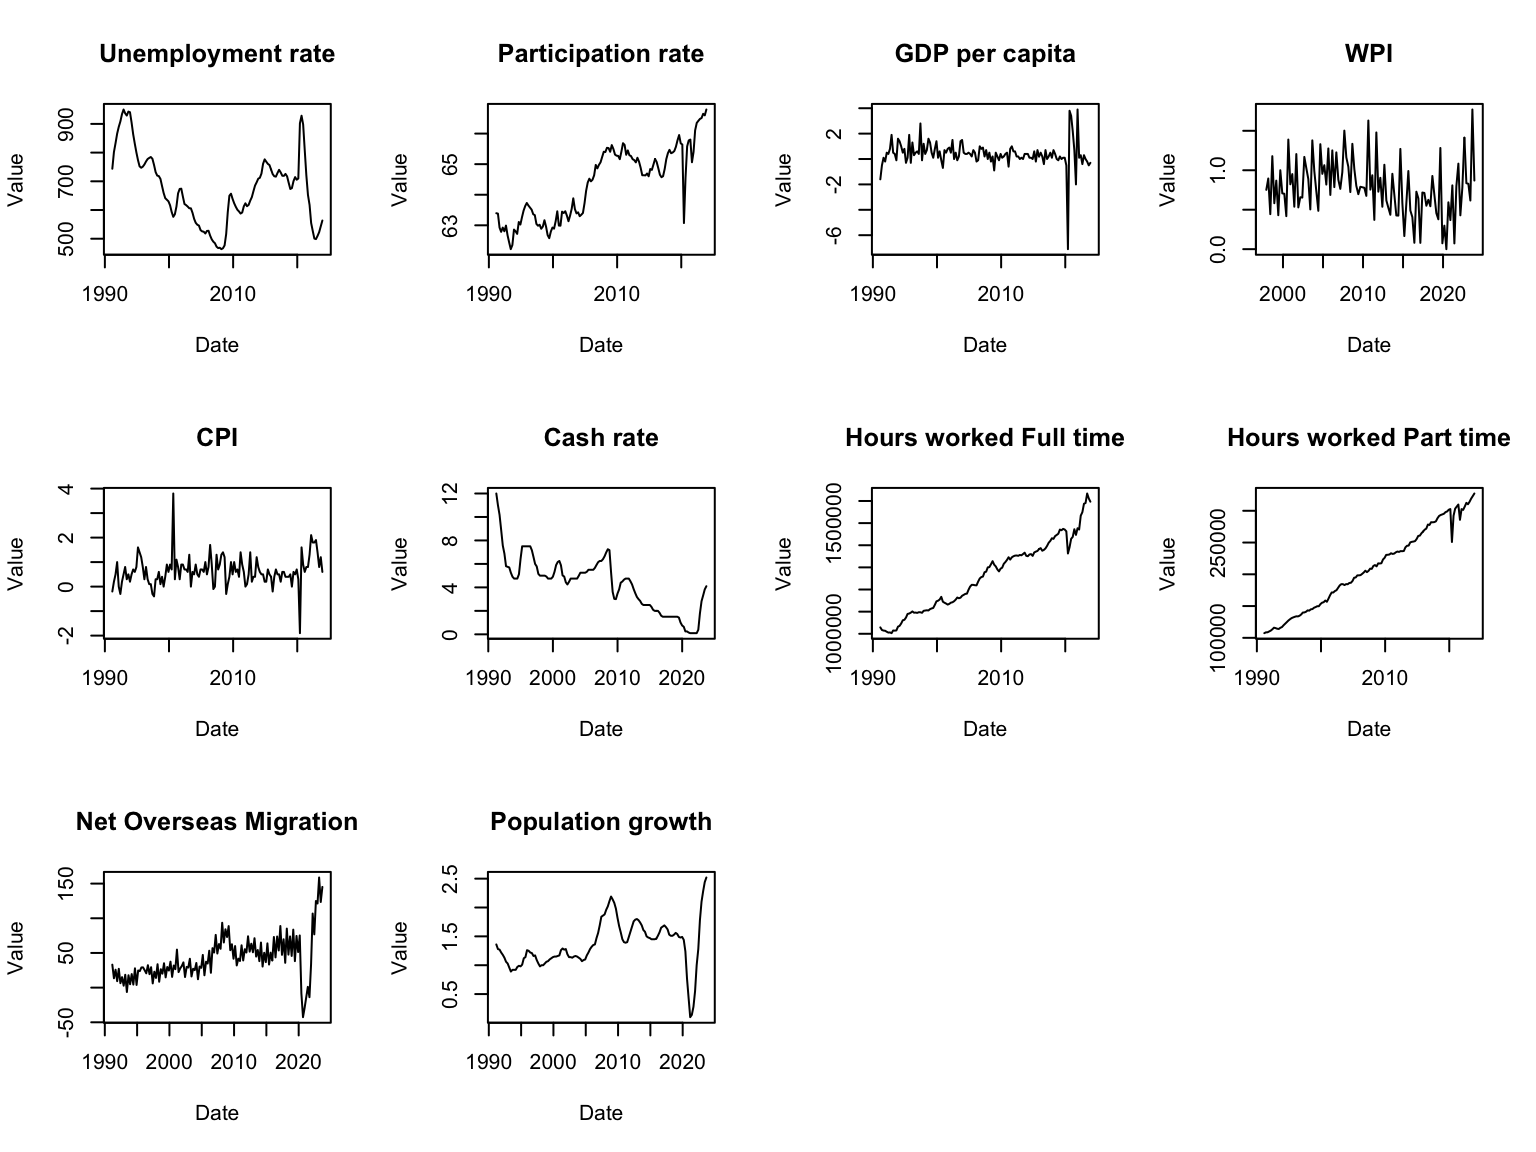 Unemployment rate
Value
500 700 900
1990 2010
Date
Participation rate
Value
63 65
1990 2010
Date
GDP per capita
Value
-6 -2 2
1990 2010
Date
WPI
Value
0.0 1.0
2000 2010 2020
Date
CPI
Value
-2 0 2 4
1990 2010
Date
Cash rate
Value
0 4 8 12
1990 2000 2010 2020
Date
Hours worked Full time
Value
1000000 1500000
1990 2010
Date
Hours worked Part time
Value
100000 250000
1990 2010
Date
Net Overseas Migration
Value
-50 50 150
1990 2000 2010 2020
Date
Population growth
Value
0.5 1.5 2.5
1990 2000 2010 2020
Date